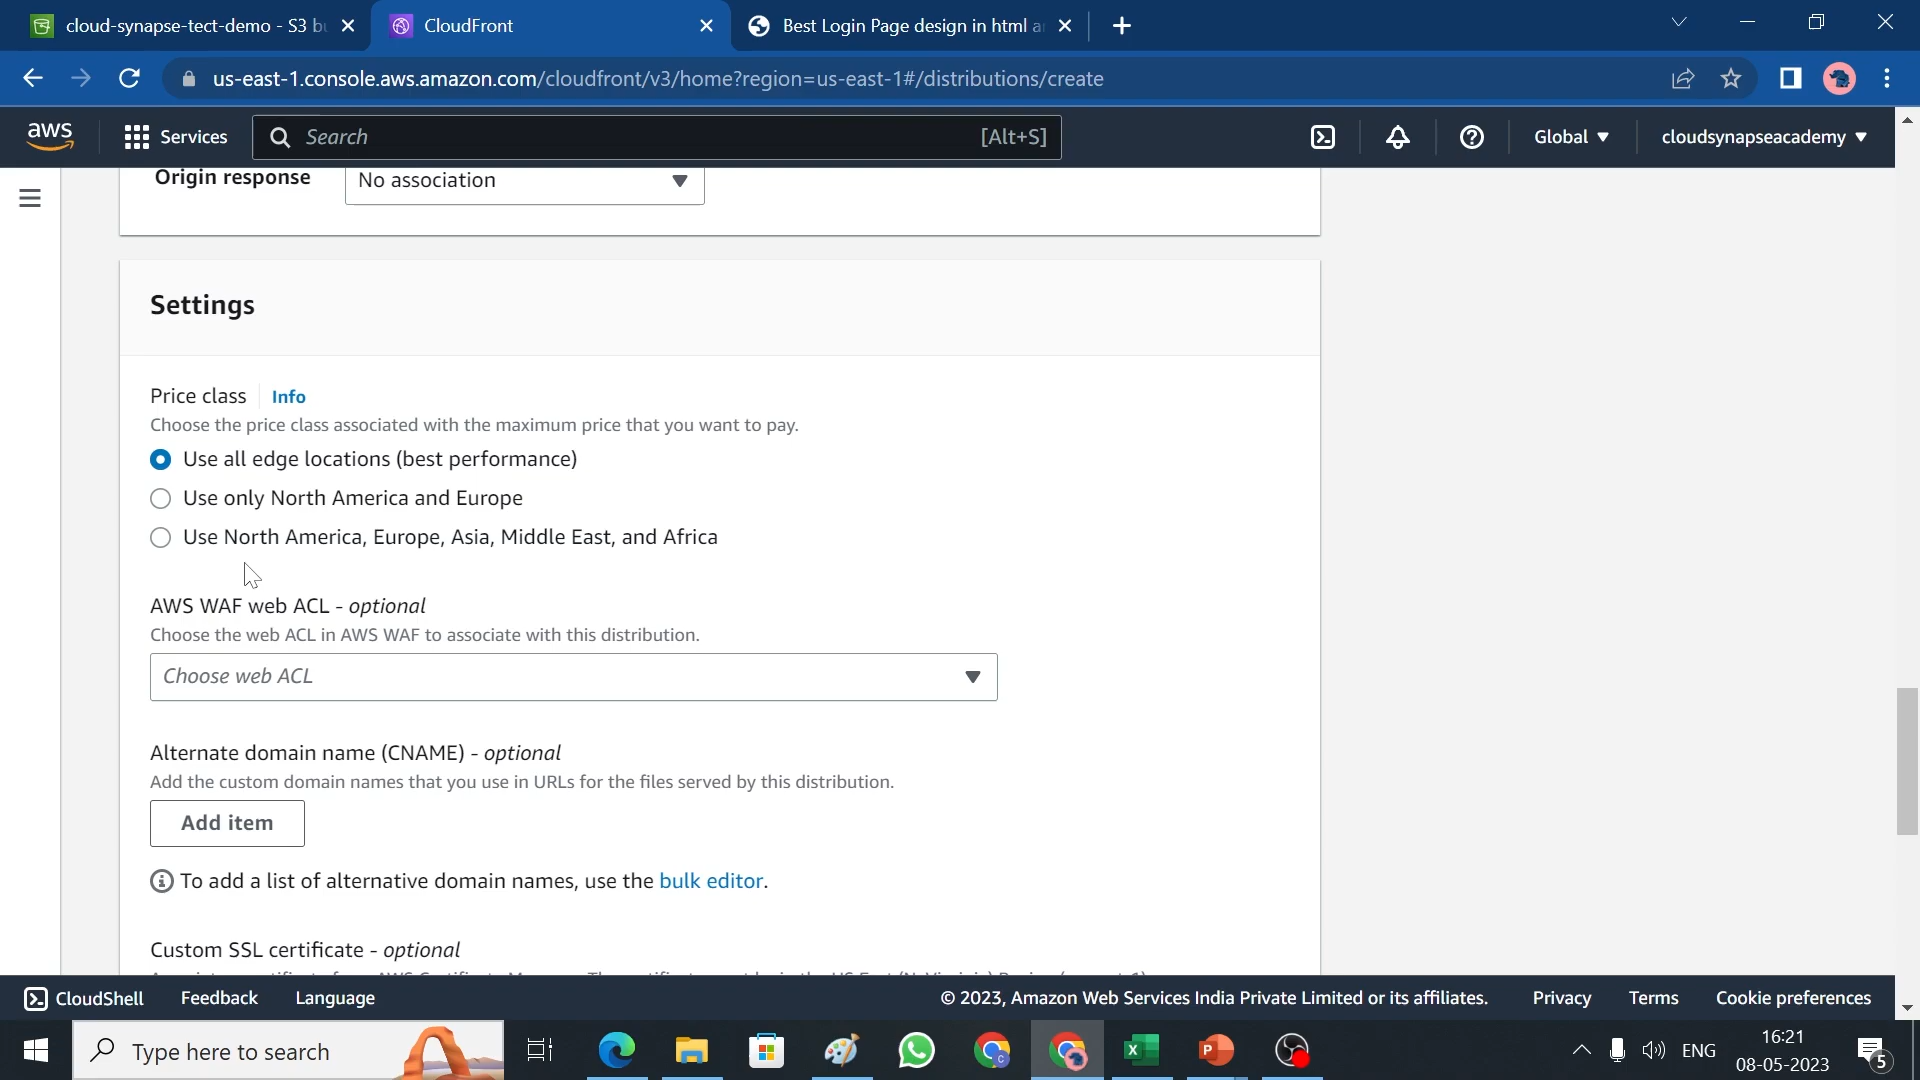 cloud-synapse-tect-demo - S3 bu
CloudFront
Best Login Page design in html a
us-east-1.console.aws.amazon.com/cloudfront/v3/home?region=us-east-1#/distributions/create
aws
Services
Search
[Alt+S]
Global
cloudsynapseacademy
Origin response
No association
Settings
Price class
Info
Choose the price class associated with the maximum price that you want to pay.
Use all edge locations (best performance)
Use only North America and Europe
Use North America, Europe, Asia, Middle East, and Africa
AWS WAF web ACL - optional
Choose the web ACL in AWS WAF to associate with this distribution.
Choose web ACL
Alternate domain name (CNAME) - optional
Add the custom domain names that you use in URLs for the files served by this distribution.
Add item
To add a list of alternative domain names, use the bulk editor.
Custom SSL certificate - optional
CloudShell
Feedback
Language
© 2023, Amazon Web Services India Private Limited or its affiliates.
Privacy
Terms
Cookie preferences
Type here to search
ENG
16:21
08-05-2023
5